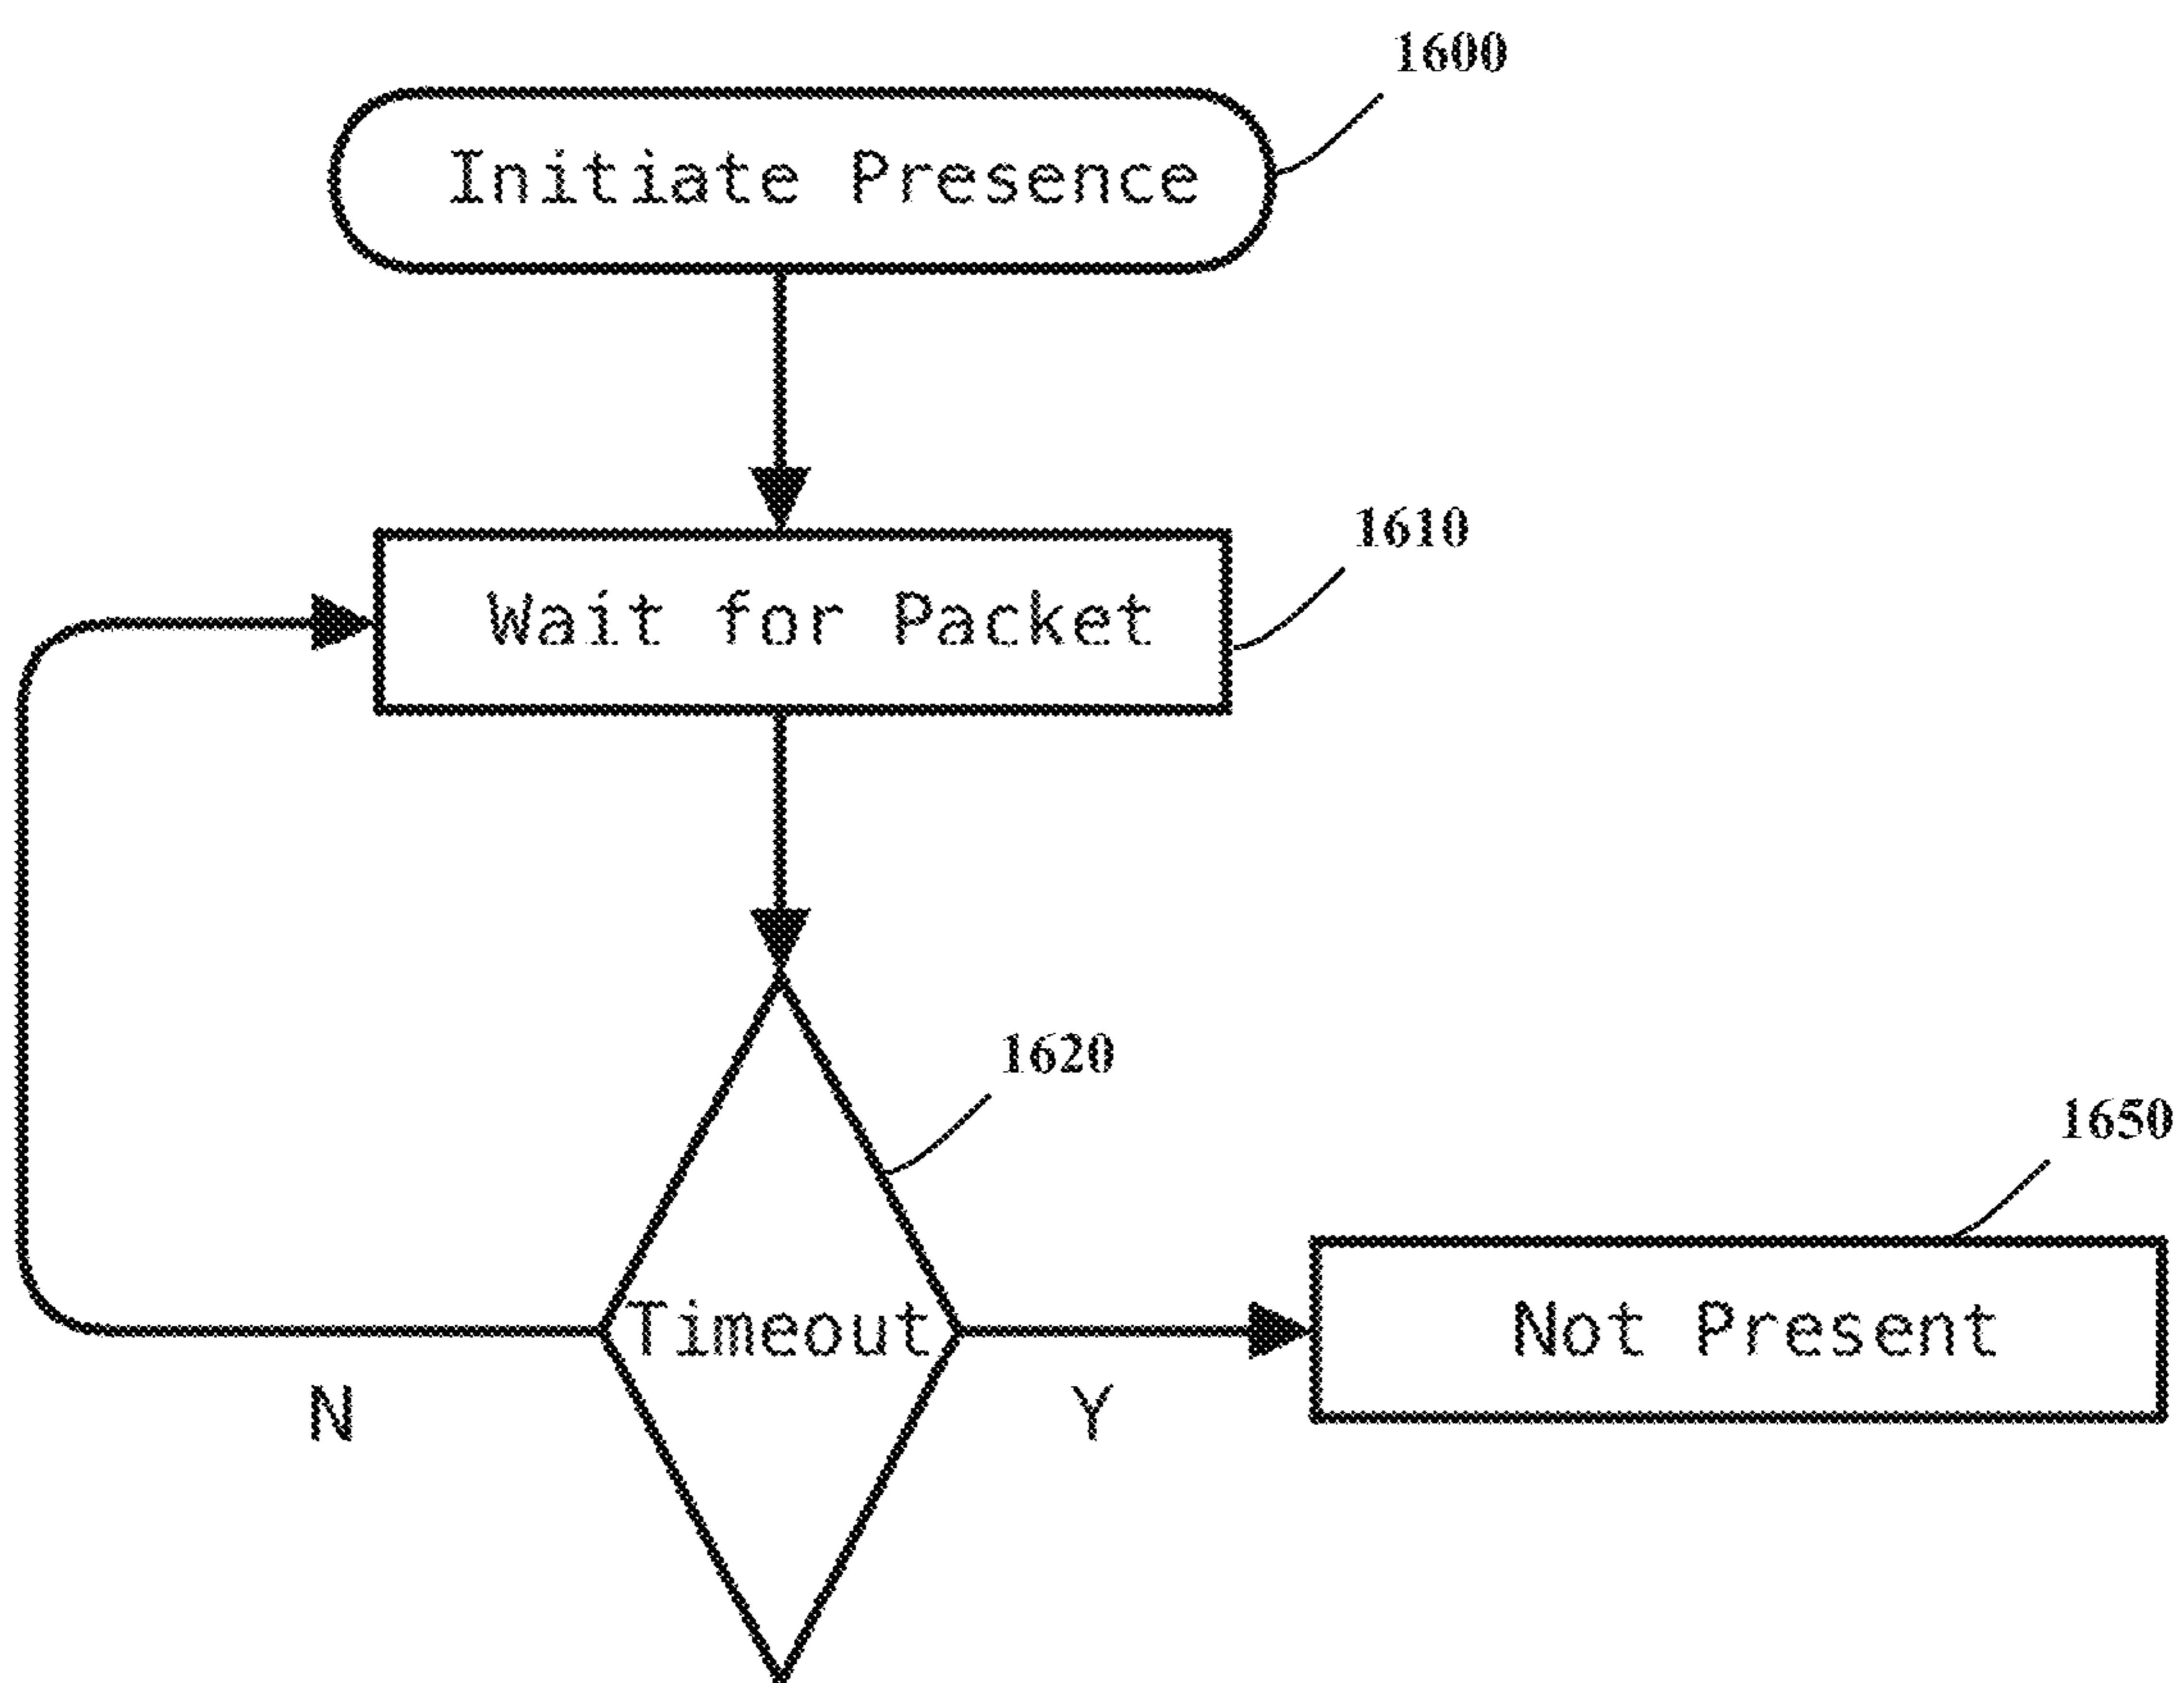 1600
Initiate Presence
1610
Wait for Packet
1620
1650
Timeout
Not Present
N
Y